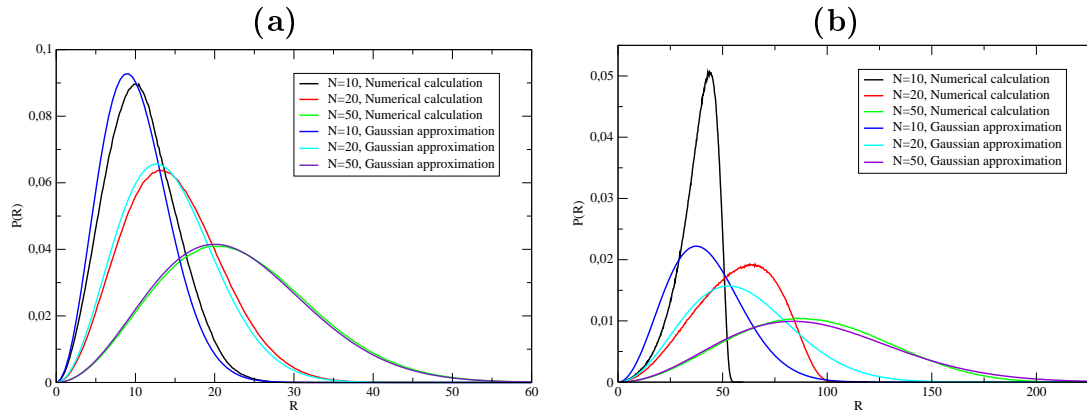 (a)
0,1
0,08
0,06
0,04
0,02
0
P(R)
N=10, Numerical calculation
N=20, Numerical calculation
N=50, Numerical calculation
N=10, Gaussian approximation
N=20, Gaussian approximation
N=50, Gaussian approximation
0 10 20 30 40 50 60
R
(b)
0,05
0,04
0,03
0,02
0,01
0
P(R)
N=10, Numerical calculation
N=20, Numerical calculation
N=50, Numerical calculation
N=10, Gaussian approximation
N=20, Gaussian approximation
N=50, Gaussian approximation
0 50 100 150 200
R